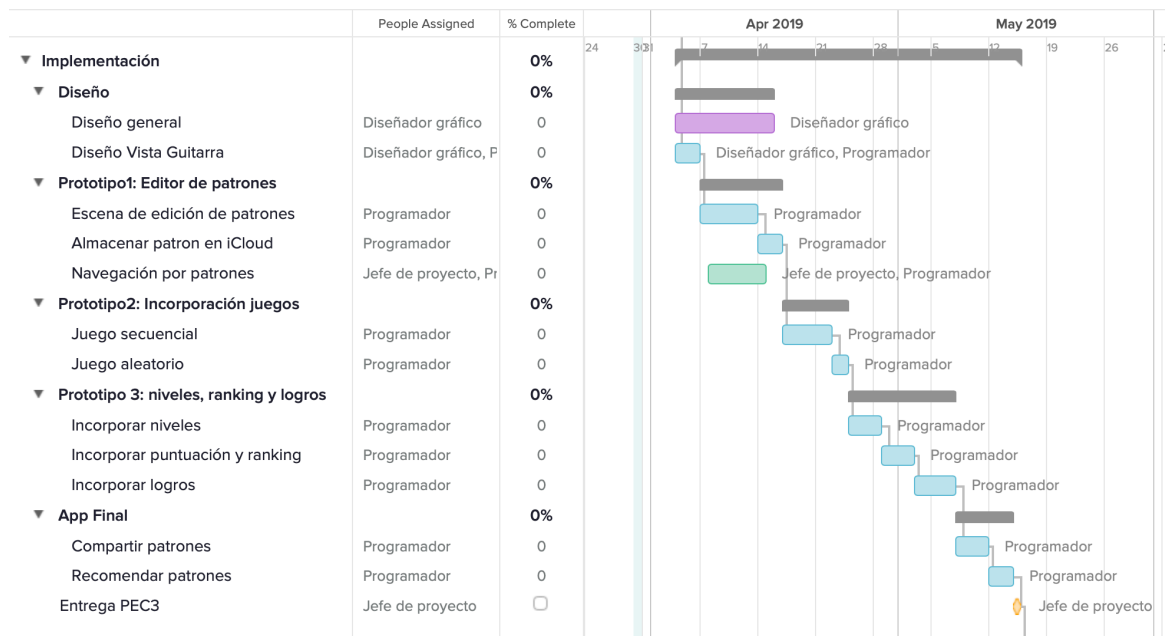 People Assigned % Complete Apr 2019 May 2019
24 30 31 7 14 21 28 5 12 19 26
Implementación 0%
Diseño 0%
Diseño general Diseñador gráfico 0 Diseñador gráfico
Diseño Vista Guitarra Diseñador gráfico, P 0 Diseñador gráfico, Programador
Prototipo1: Editor de patrones 0%
Escena de edición de patrones Programador 0 Programador
Almacenar patron en iCloud Programador 0 Programador
Navegación por patrones Jefe de proyecto, Pr 0 Jefe de proyecto, Programador
Prototipo2: Incorporación juegos 0%
Juego secuencial Programador 0 Programador
Juego aleatorio Programador 0 Programador
Prototipo 3: niveles, ranking y logros 0%
Incorporar niveles Programador 0 Programador
Incorporar puntuación y ranking Programador 0 Programador
Incorporar logros Programador 0 Programador
App Final 0%
Compartir patrones Programador 0 Programador
Recomendar patrones Programador 0 Programador
Entrega PEC3 Jefe de proyecto Jefe de proyecto